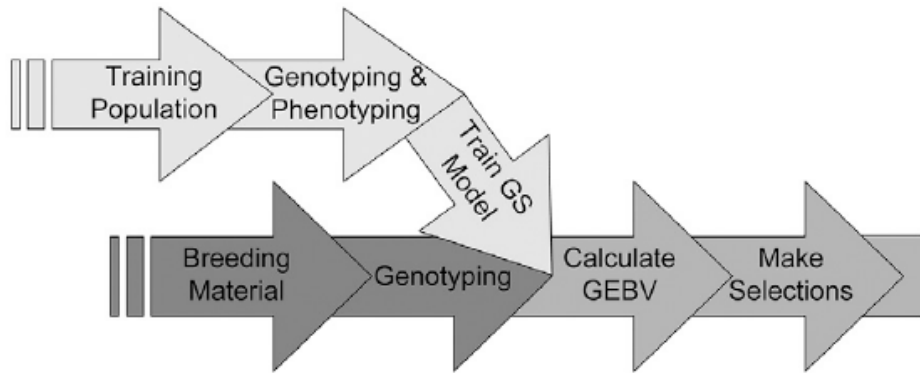 Training
Population
Genotyping &
Phenotyping
Train GS
Model
Breeding
Material
Genotyping
Calculate
GEBV
Make
Selections